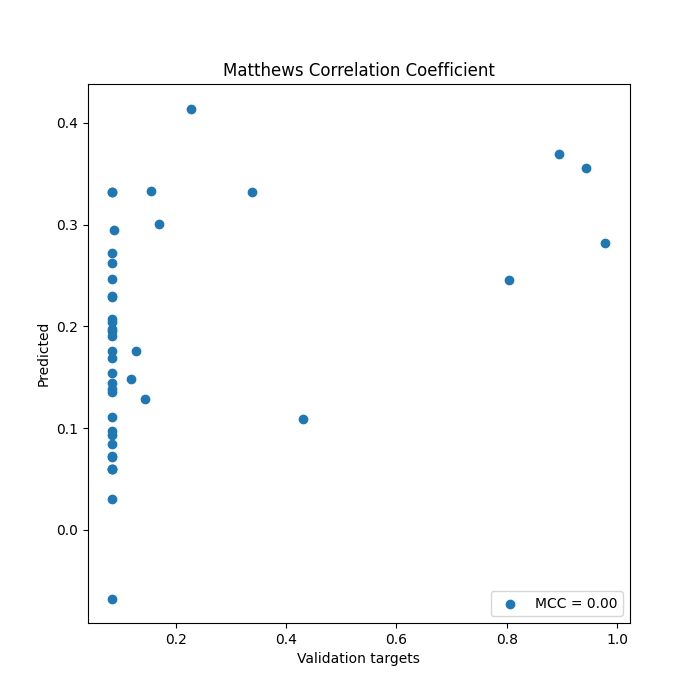 Matthews Correlation Coefficient
0.4
0.3
0.2
0.1
0.0
Predicted
MCC = 0.00
0.2 0.4 0.6 0.8 1.0
Validation targets